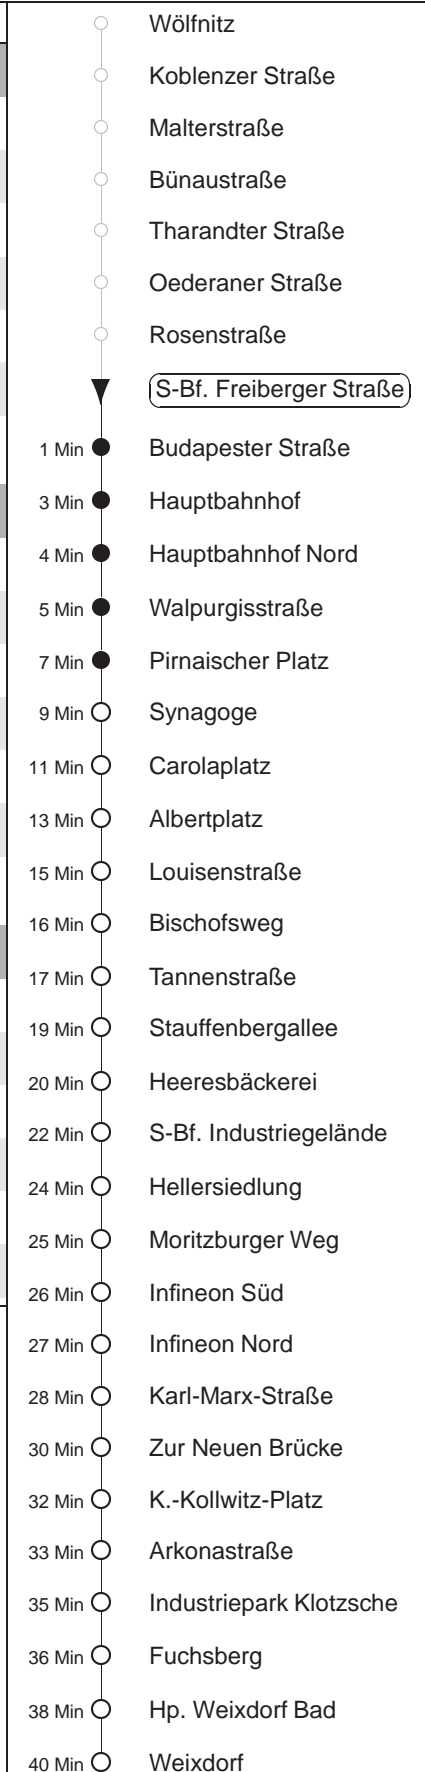 Wölfnitz
Koblenzer Straße
Malterstraße
Bünaustraße
Tharandter Straße
Oederaner Straße
Rosenstraße
S-Bf. Freiberger Straße
1 Min Budapester Straße
3 Min Hauptbahnhof
4 Min Hauptbahnhof Nord
5 Min Walpurgisstraße
7 Min Pirnaischer Platz
9 Min Synagoge
11 Min Carolaplatz
13 Min Albertplatz
15 Min Louisenstraße
16 Min Bischofsweg
17 Min Tannenstraße
19 Min Stauffenbergallee
20 Min Heeresbäckerei
22 Min S-Bf. Industriegelände
24 Min Hellersiedlung
25 Min Moritzburger Weg
26 Min Infineon Süd
27 Min Infineon Nord
28 Min Karl-Marx-Straße
30 Min Zur Neuen Brücke
32 Min K.-Kollwitz-Platz
33 Min Arkonastraße
35 Min Industriepark Klotzsche
36 Min Fuchsberg
38 Min Hp. Weixdorf Bad
40 Min Weixdorf